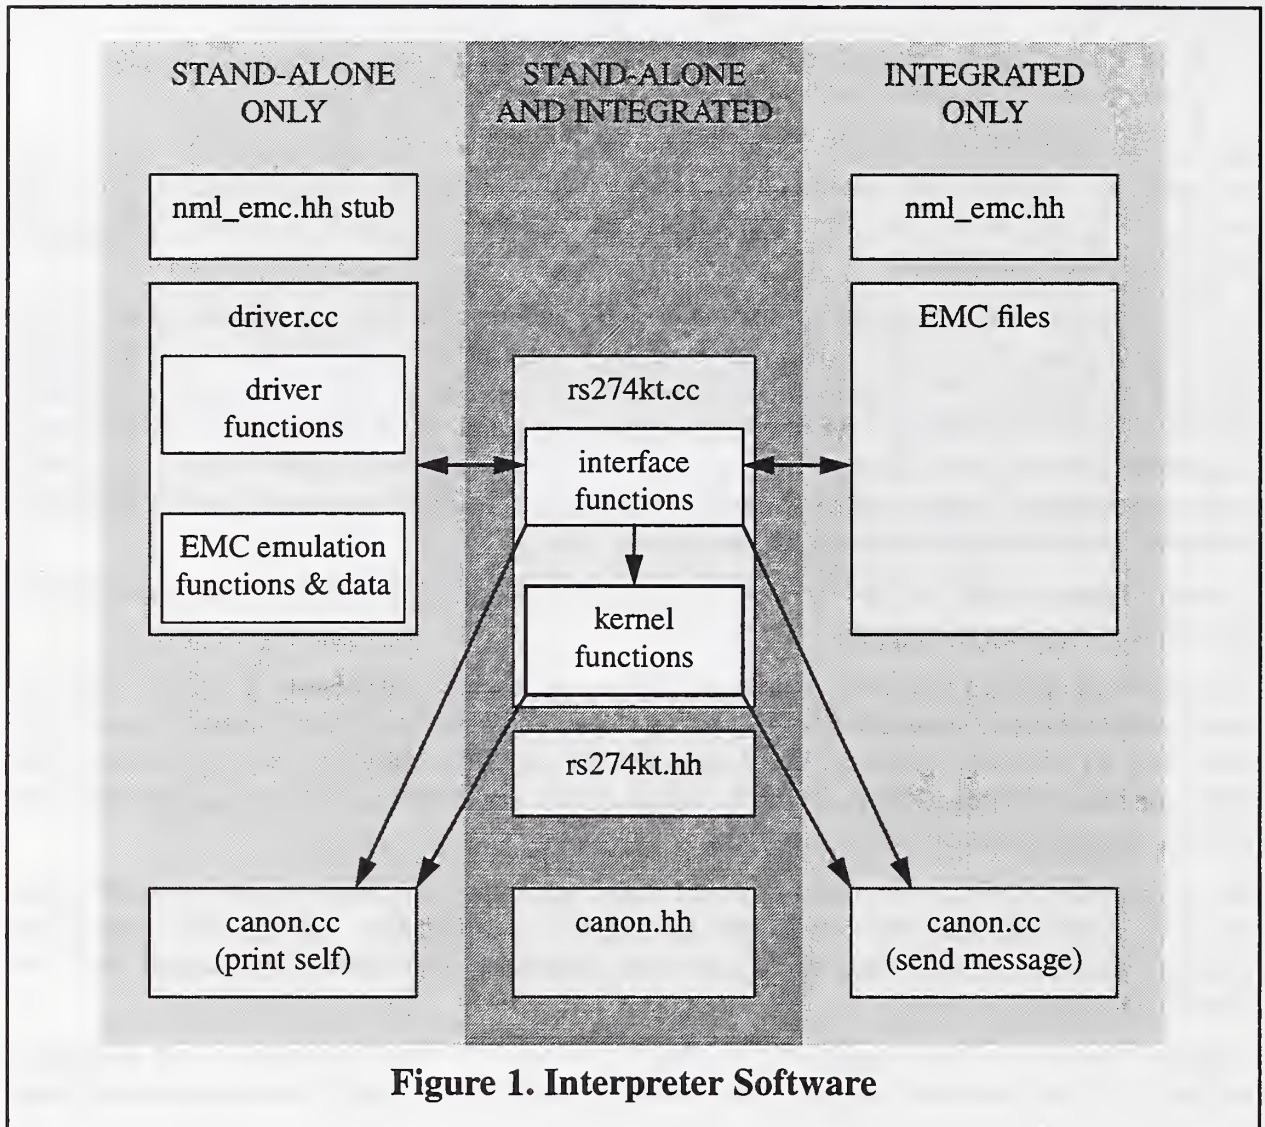 STAND-ALONE
ONLY
STAND-ALONE
AND INTEGRATED
INTEGRATED
ONLY
nml_emc.hh stub
nml_emc.hh
driver.cc
EMC files
driver
functions
rs274kt.cc
interface
functions
EMC emulation
functions & data
kernel
functions
rs274kt.hh
canon.cc
(print self)
canon.hh
canon.cc
(send message)
Figure 1. Interpreter Software